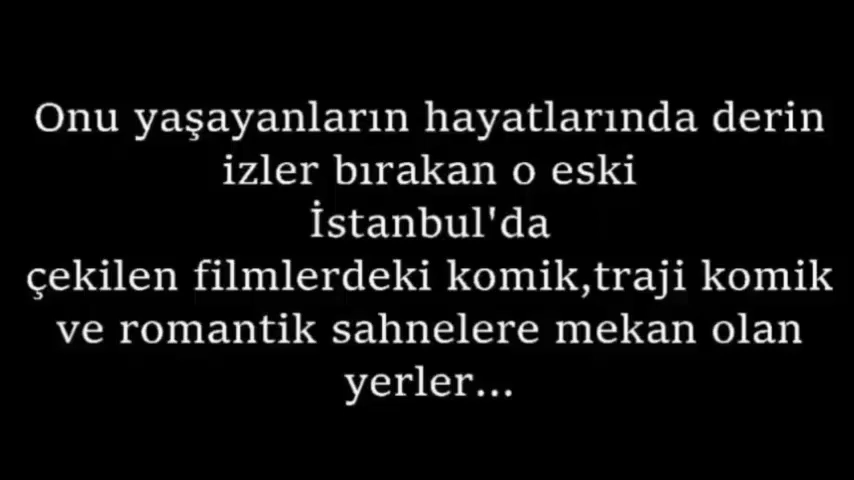 Onu yaşayanların hayatlarında derin
izler bırakan o eski
İstanbul'da
çekilen filmlerdeki komik,traji komik
ve romantik sahnelere mekan olan
yerler...